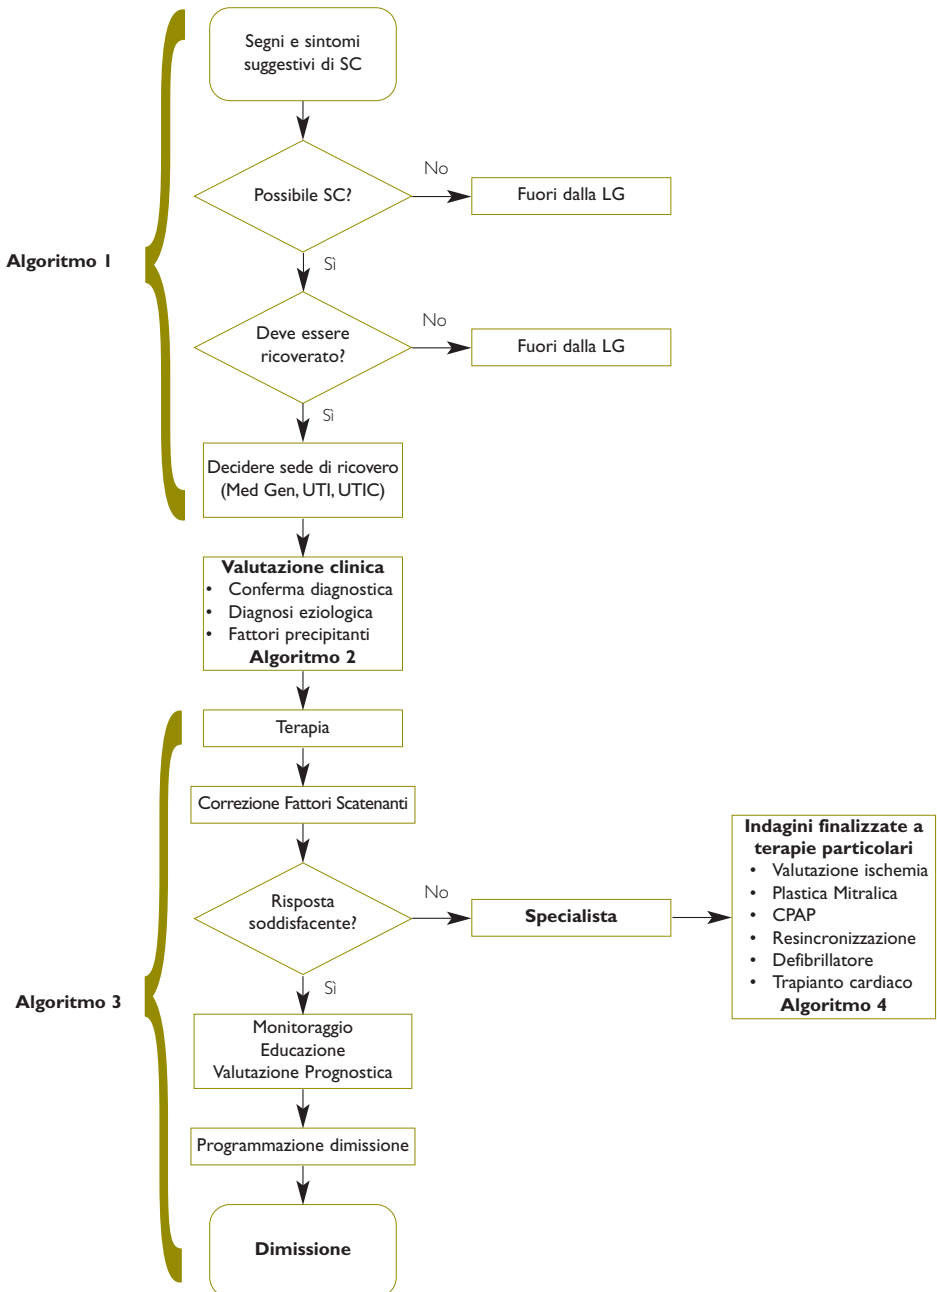 Segni e sintomi
suggestivi di SC
Possibile SC?
No
Fuori dalla LG
Sì
Algoritmo 1
Deve essere
ricoverato?
No
Fuori dalla LG
Sì
Decidere sede di ricovero
(Med Gen, UTI, UTIC)
Valutazione clinica
• Conferma diagnostica
• Diagnosi eziologica
• Fattori precipitanti
Algoritmo 2
Terapia
Correzione Fattori Scatenanti
Risposta
soddisfacente?
No
Specialista
Indagini finalizzate a
terapie particolari
• Valutazione ischemia
• Plastica Mitralica
• CPAP
• Resincronizzazione
• Defibrillatore
• Trapianto cardiaco
Algoritmo 4
Sì
Algoritmo 3
Monitoraggio
Educazione
Valutazione Prognostica
Programmazione dimissione
Dimissione